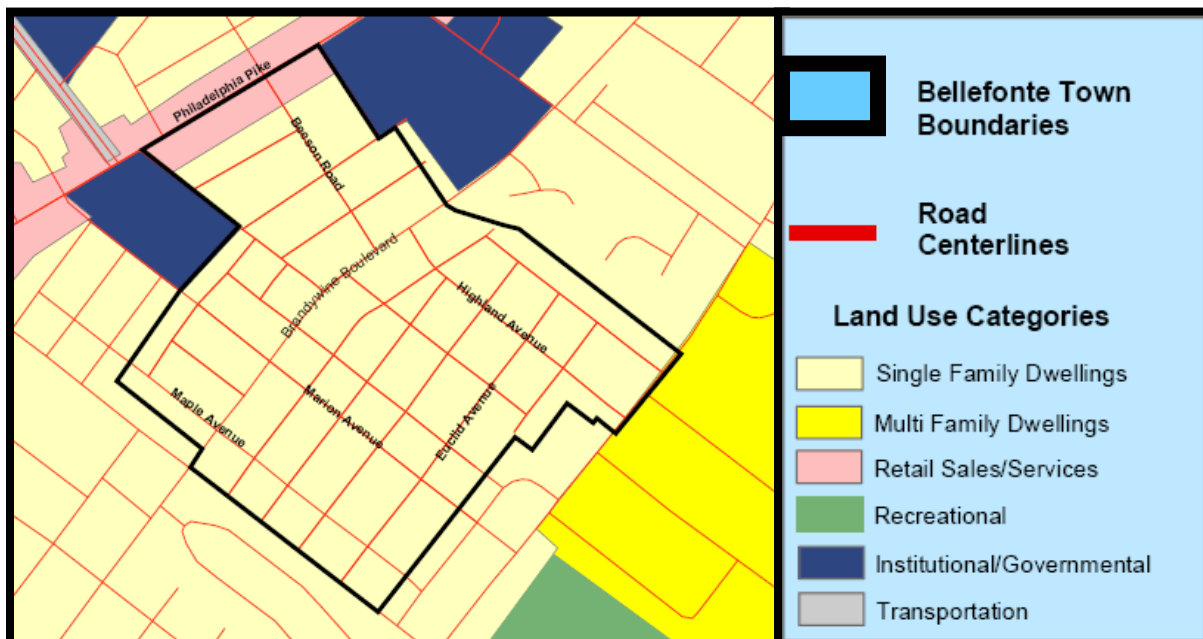 Philadelphia Pike
Beeson Road
Brandywine Boulevard
Highland Avenue
Maple Avenue
Marion Avenue
Euclid Avenue
Bellefonte Town
Boundaries
Road
Centerlines
Land Use Categories
Single Family Dwellings
Multi Family Dwellings
Retail Sales/Services
Recreational
Institutional/Governmental
Transportation